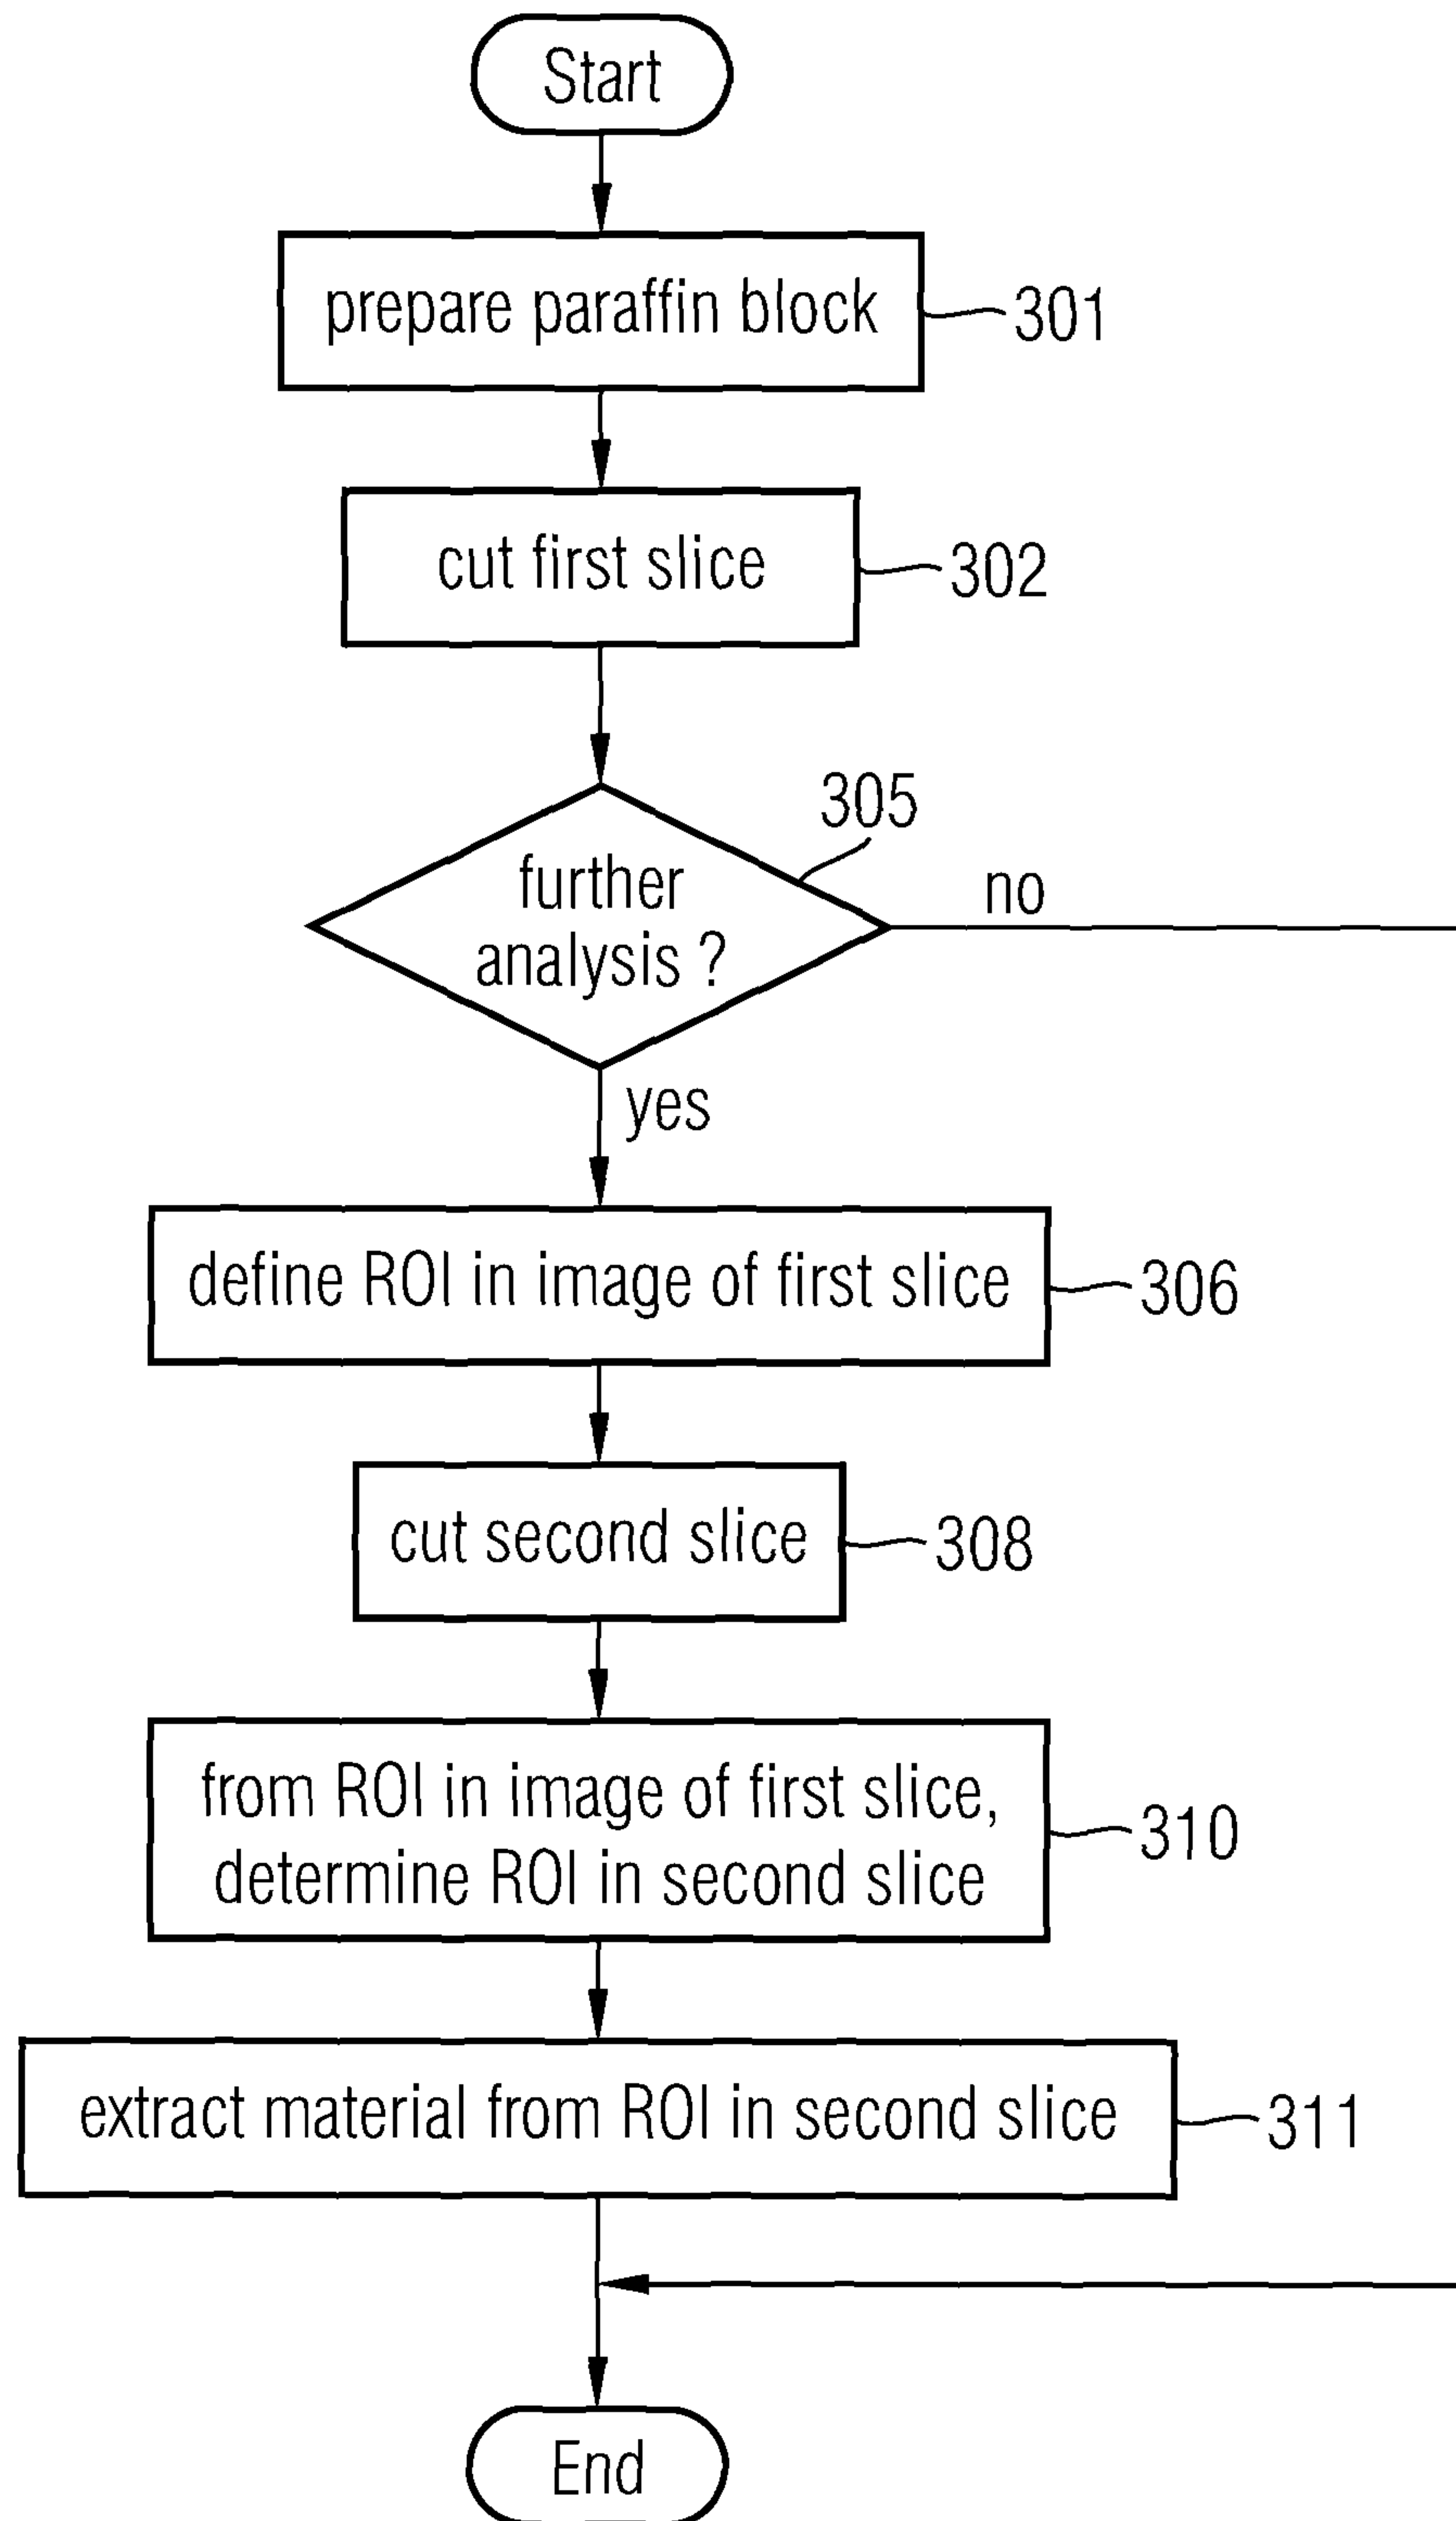 Start
prepare paraffin block
301
cut first slice
302
305
further
analysis ?
no
yes
define ROI in image of first slice
306
cut second slice
308
from ROI in image of first slice,
determine ROI in second slice
310
extract material from ROI in second slice
311
End